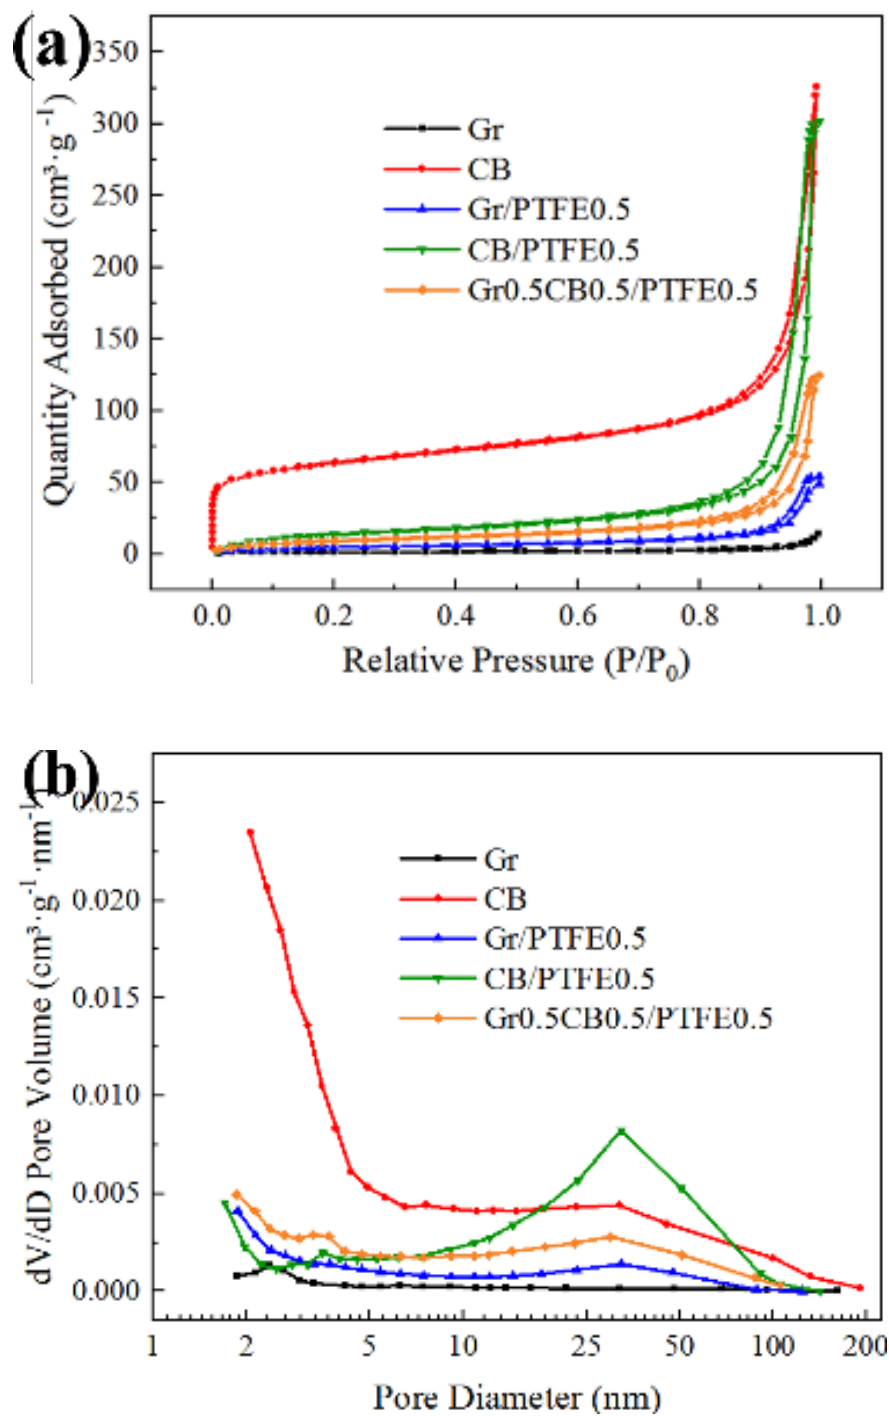 (a)
350
300
250
200
150
100
50
0
Quantity Adsorbed (cm³·g⁻¹)
Gr
CB
Gr/PTFE0.5
CB/PTFE0.5
Gr0.5CB0.5/PTFE0.5
0.0 0.2 0.4 0.6 0.8 1.0
Relative Pressure (P/P₀)
(b)
0.025
0.020
0.015
0.010
0.005
0.000
dV/dD Pore Volume (cm³·g⁻¹·nm⁻¹)
Gr
CB
Gr/PTFE0.5
CB/PTFE0.5
Gr0.5CB0.5/PTFE0.5
1 2 5 10 25 50 100 200
Pore Diameter (nm)